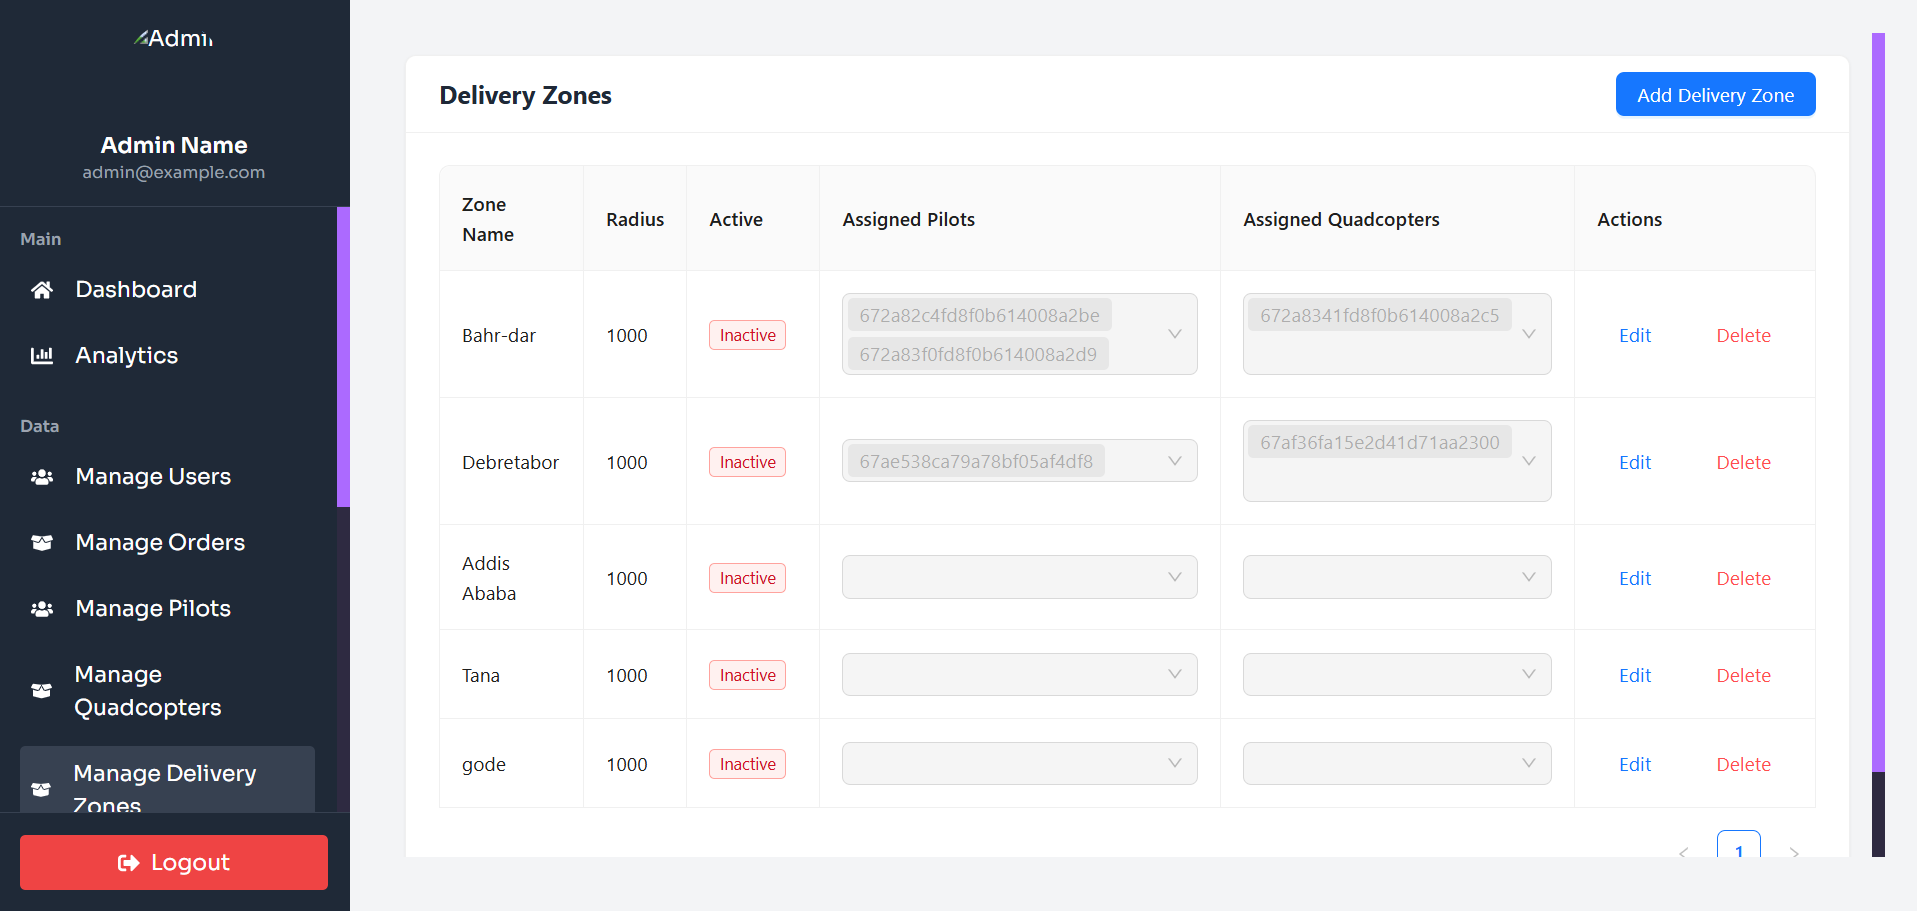 Admin
Admin Name
admin@example.com
Main
Dashboard
Analytics
Data
Manage Users
Manage Orders
Manage Pilots
Manage
Quadcopters
Manage Delivery
Zones
Logout
Delivery Zones
Add Delivery Zone
Zone
Name
Radius
Active
Assigned Pilots
Assigned Quadcopters
Actions
Bahr-dar
1000
Inactive
672a82c4fd8f0b614008a2be
672a83f0fd8f0b614008a2d9
672a8341fd8f0b614008a2c5
Edit
Delete
Debretabor
1000
Inactive
67ae538ca79a78bf05af4df8
67af36fa15e2d41d71aa2300
Edit
Delete
Addis
Ababa
1000
Inactive
Edit
Delete
Tana
1000
Inactive
Edit
Delete
gode
1000
Inactive
Edit
Delete
1